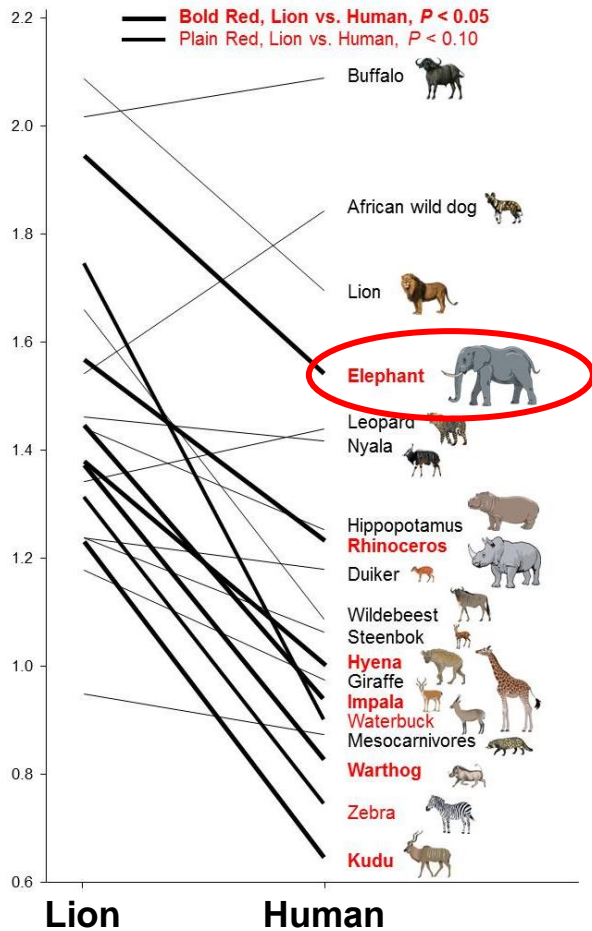 2.2
Bold Red, Lion vs. Human, P < 0.05
Plain Red, Lion vs. Human, P < 0.10
Buffalo
2.0
African wild dog
1.8
Lion
1.6
Elephant
Leopard
1.4
Nyala
Hippopotamus
Rhinoceros
1.2
Duiker
Wildebeest
Steenbok
1.0
Hyena
Giraffe
Impala
Waterbuck
Mesocarnivores
0.8
Warthog
Zebra
Kudu
0.6
Lion Human